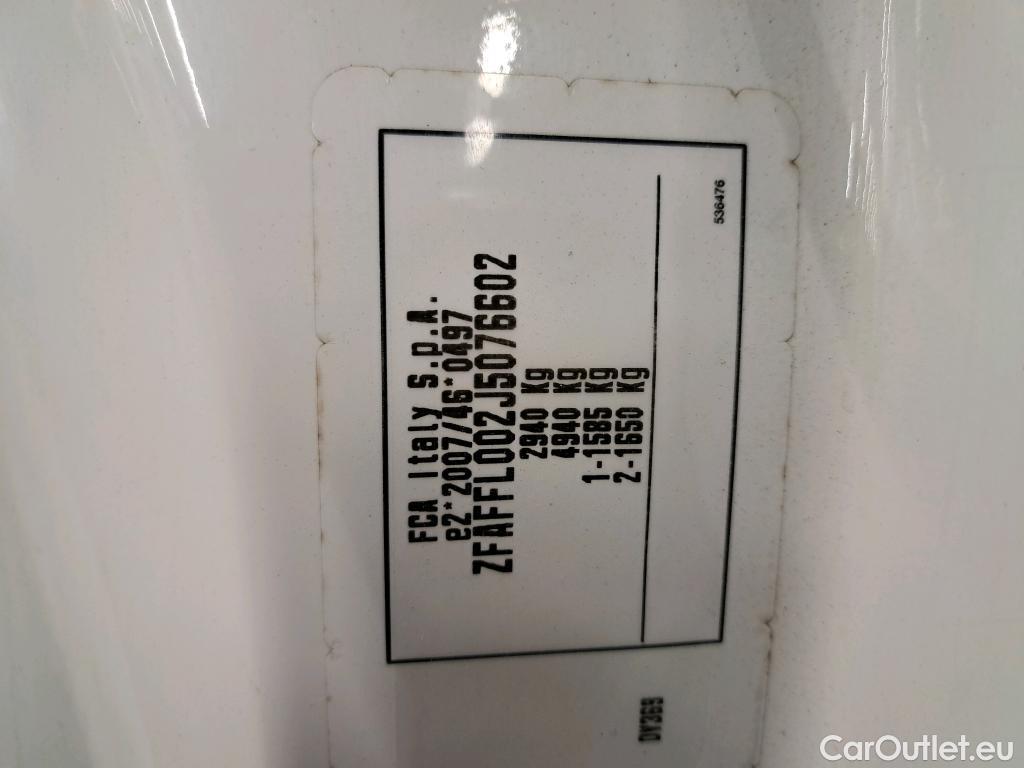 FCA Italy S.p.A.
e2*2007/46*0497
ZFAFFL002J5076602
2940 Kg
4940 Kg
1-1585 Kg
2-1650 Kg
536476
DV369
CarOutlet.eu